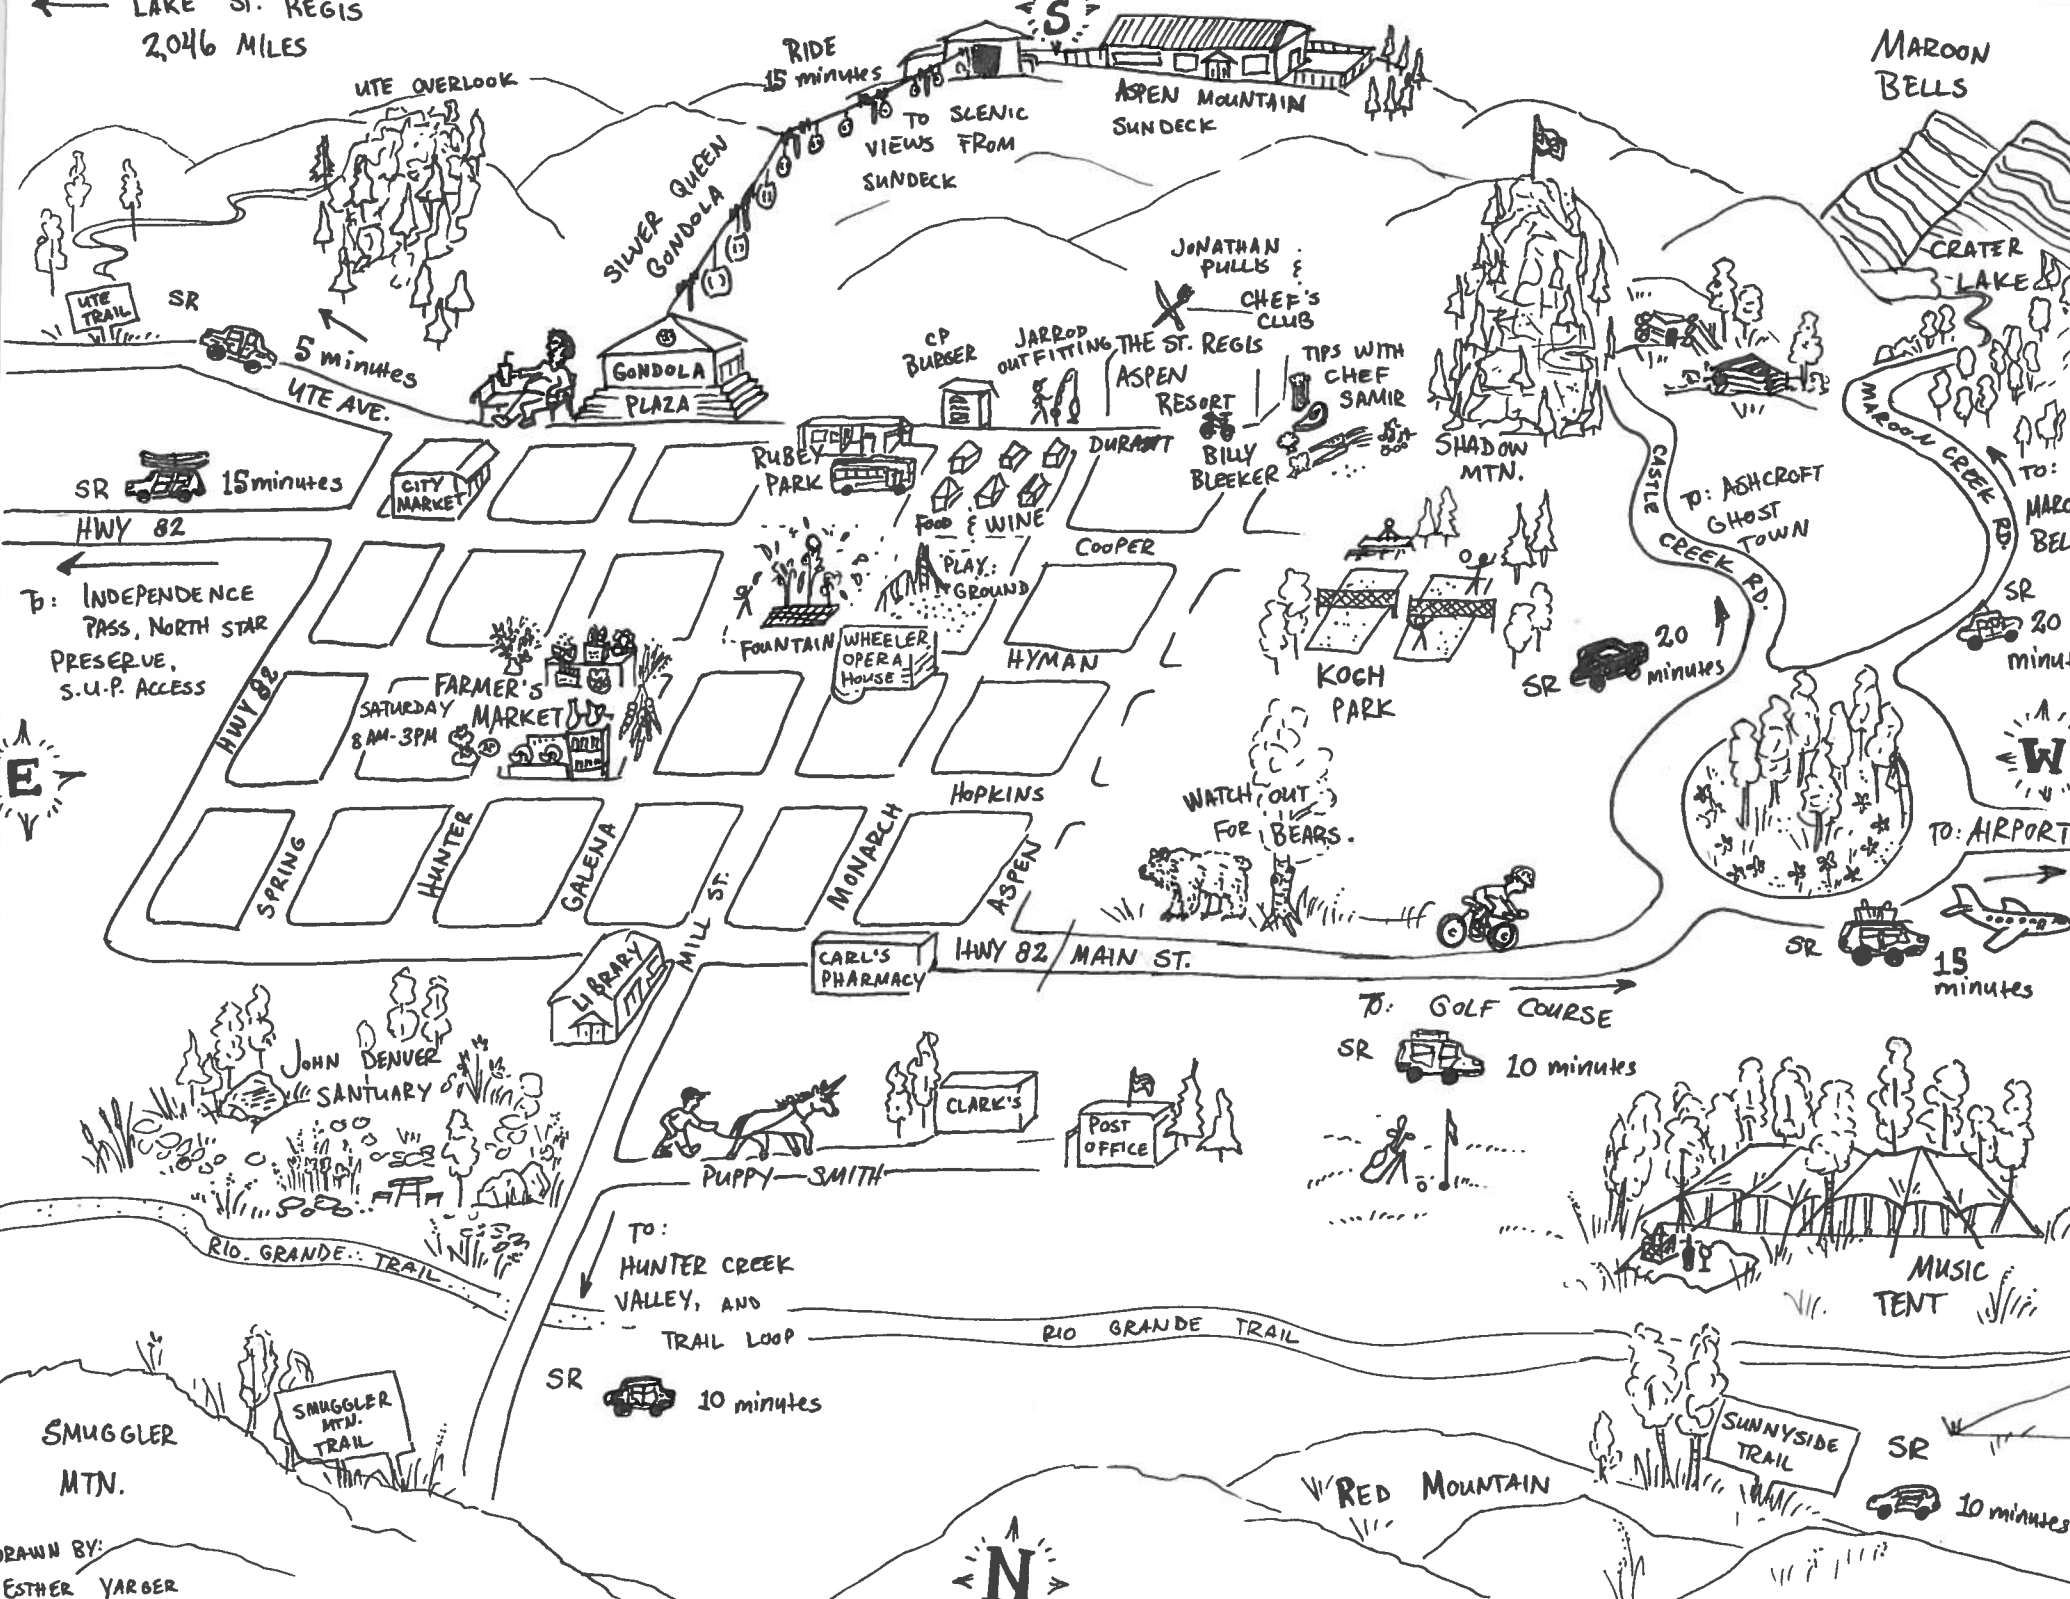 LAKE ST. REGIS
2,046 MILES
S
RIDE
15 minutes
UTE OVERLOOK
SILVER QUEEN
GONDOLA
TO SCENIC
VIEWS FROM
SUNDECK
ASPEN MOUNTAIN
SUNDECK
MAROON
BELLS
CRATER
LAKE
UTE
TRAIL
SR
5 minutes
UTE AVE.
GONDOLA
PLAZA
CP
BURGER
JARROD
OUTFITTING
JONATHAN
PULLIS &
CHEF'S
CLUB
THE ST. REGIS
ASPEN
RESORT
TIPS WITH
CHEF
SAMIR
BILLY
BLEEKER
DURANT
SHADOW
MTN.
CASTLE
CREEK RD.
TO: ASHCROFT
GHOST
TOWN
MAROON CREEK RD.
TO:
MARO
BEL
SR
20
minut
SR 15 minutes
HWY 82
CITY
MARKET
RUBEY
PARK
FOOD & WINE
COOPER
TO: INDEPENDENCE
PASS, NORTH STAR
PRESERVE,
S.U.P. ACCESS
PLAY:
GROUND
FOUNTAIN
WHEELER
OPERA
HOUSE
HYMAN
KOGH
PARK
SR
20
minutes
HWY 82
FARMER'S
MARKET
SATURDAY
8 AM-3PM
E
W
HOPKINS
WATCH OUT
FOR BEARS.
SPRING
HUNTER
GALENA
MILL ST.
MONARCH
ASPEN
TO: AIRPORT
SR
15
minutes
LIBRARY
CARL'S
PHARMACY
HWY 82 / MAIN ST.
TO: GOLF COURSE
SR 10 minutes
JOHN DENVER
SANTUARY
CLARK'S
POST
OFFICE
PUPPY-SMITH
TO:
HUNTER CREEK
VALLEY, AND
TRAIL LOOP
RIO GRANDE TRAIL
RIO GRANDE TRAIL
MUSIC
TENT
SR 10 minutes
SMUGGLER
MTN.
SMUGGLER
MTN.
TRAIL
RED MOUNTAIN
SUNNYSIDE
TRAIL
SR
10 minutes
N
DRAWN BY:
ESTHER YARGER